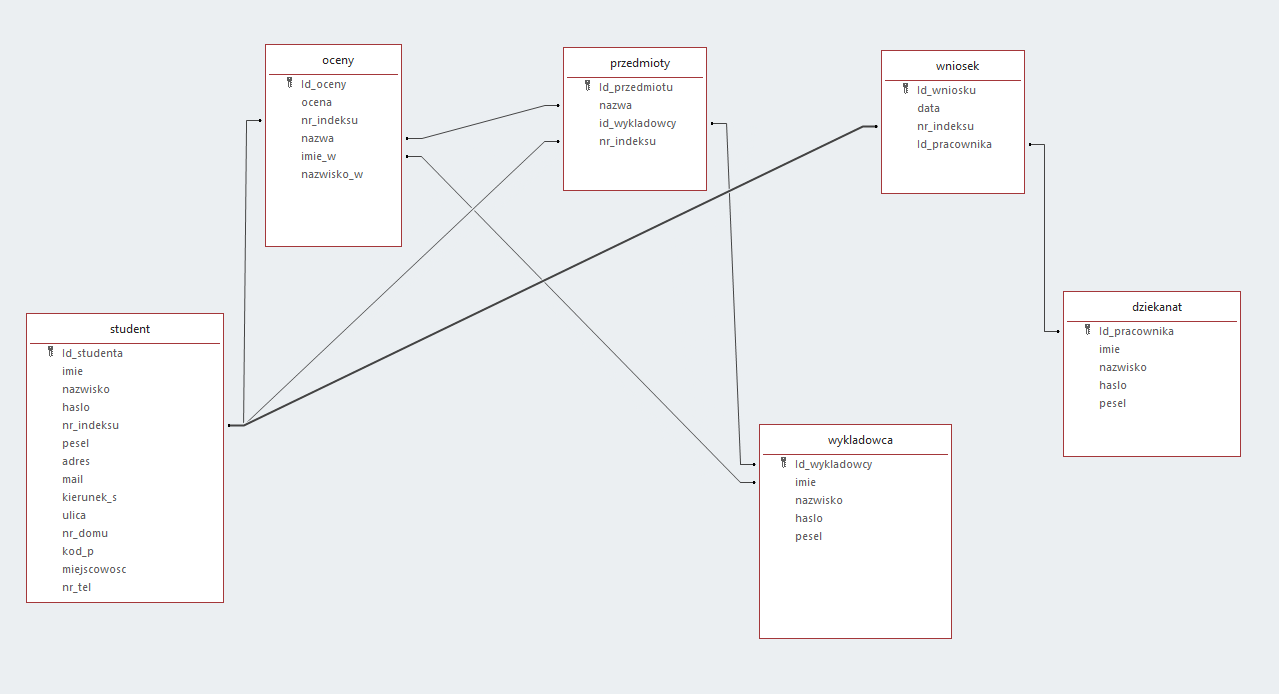 oceny
Id_oceny
ocena
nr_indeksu
nazwa
imie_w
nazwisko_w
przedmioty
Id_przedmiotu
nazwa
id_wykladowcy
nr_indeksu
wniosek
Id_wniosku
data
nr_indeksu
Id_pracownika
student
Id_studenta
imie
nazwisko
haslo
nr_indeksu
pesel
adres
mail
kierunek_s
ulica
nr_domu
kod_p
miejscowosc
nr_tel
wykladowca
Id_wykladowcy
imie
nazwisko
haslo
pesel
dziekanat
Id_pracownika
imie
nazwisko
haslo
pesel